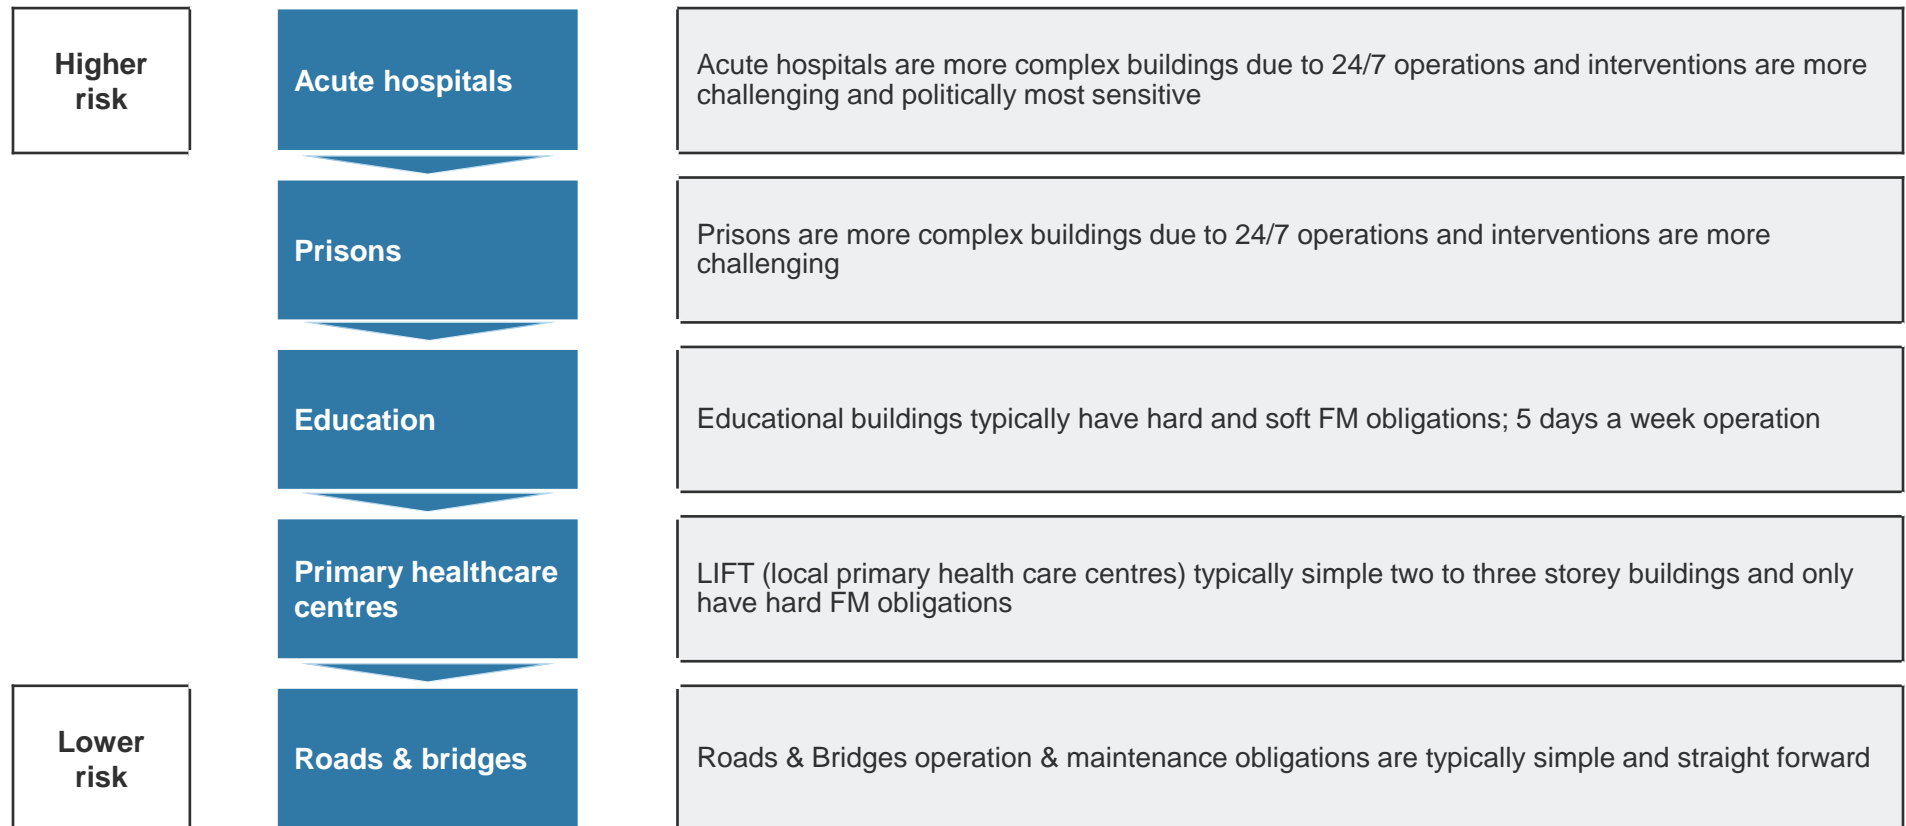 Higher
risk
Acute hospitals
Acute hospitals are more complex buildings due to 24/7 operations and interventions are more
challenging and politically most sensitive
Prisons
Prisons are more complex buildings due to 24/7 operations and interventions are more
challenging
Education
Educational buildings typically have hard and soft FM obligations; 5 days a week operation
Primary healthcare
centres
LIFT (local primary health care centres) typically simple two to three storey buildings and only
have hard FM obligations
Lower
risk
Roads & bridges
Roads & Bridges operation & maintenance obligations are typically simple and straight forward